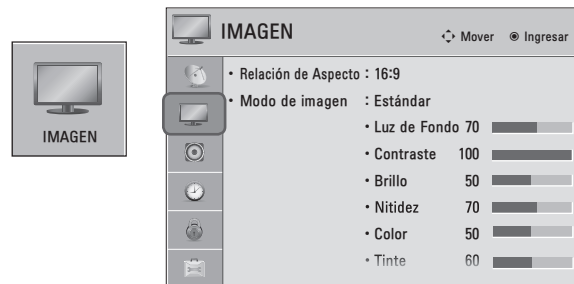 IMAGEN
IMAGEN
Mover
Ingresar
• Relación de Aspecto : 16:9
• Modo de imagen : Estándar
• Luz de Fondo 70
• Contraste 100
• Brillo 50
• Nitidez 70
• Color 50
• Tinte 60